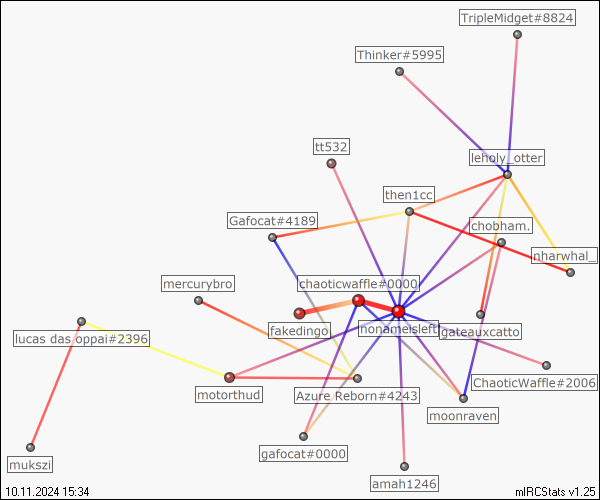 TripleMidget#8824
Thinker#5995
tt532
leholy_otter
then1cc
Gafocat#4189
chobham.
nharwhal_
mercurybro
chaoticwaffle#0000
fakedingo
nonameisleft
gateauxcatto
lucas das oppai#2396
ChaoticWaffle#2006
motorthud
Azure Reborn#4243
moonraven
gafocat#0000
mukszi
amah1246
10.11.2024 15:34
mIRCStats v1.25